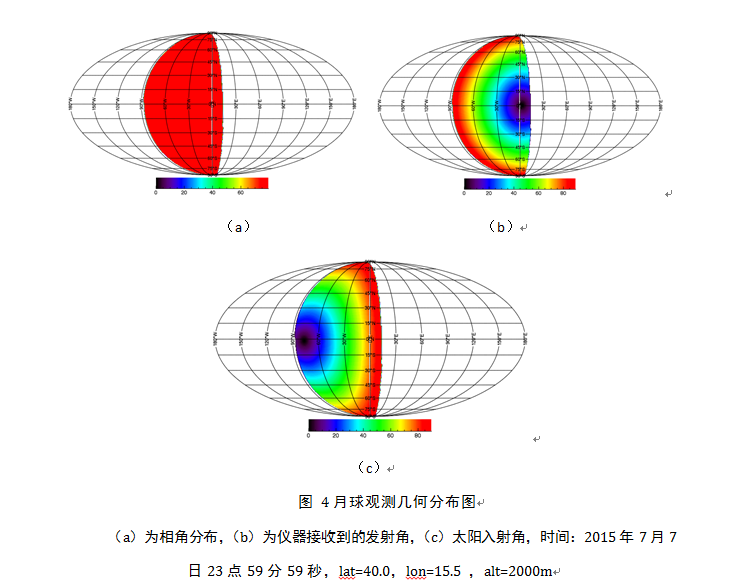 0 20 40 60
0 20 40 60 80
（a）
（b）
0 20 40 60 80
（c）
图 4 月球观测几何分布图
（a）为相角分布，（b）为仪器接收到的发射角，（c）太阳入射角，时间：2015 年 7 月 7
日 23 点 59 分 59 秒，lat=40.0，lon=15.5 ，alt=2000m